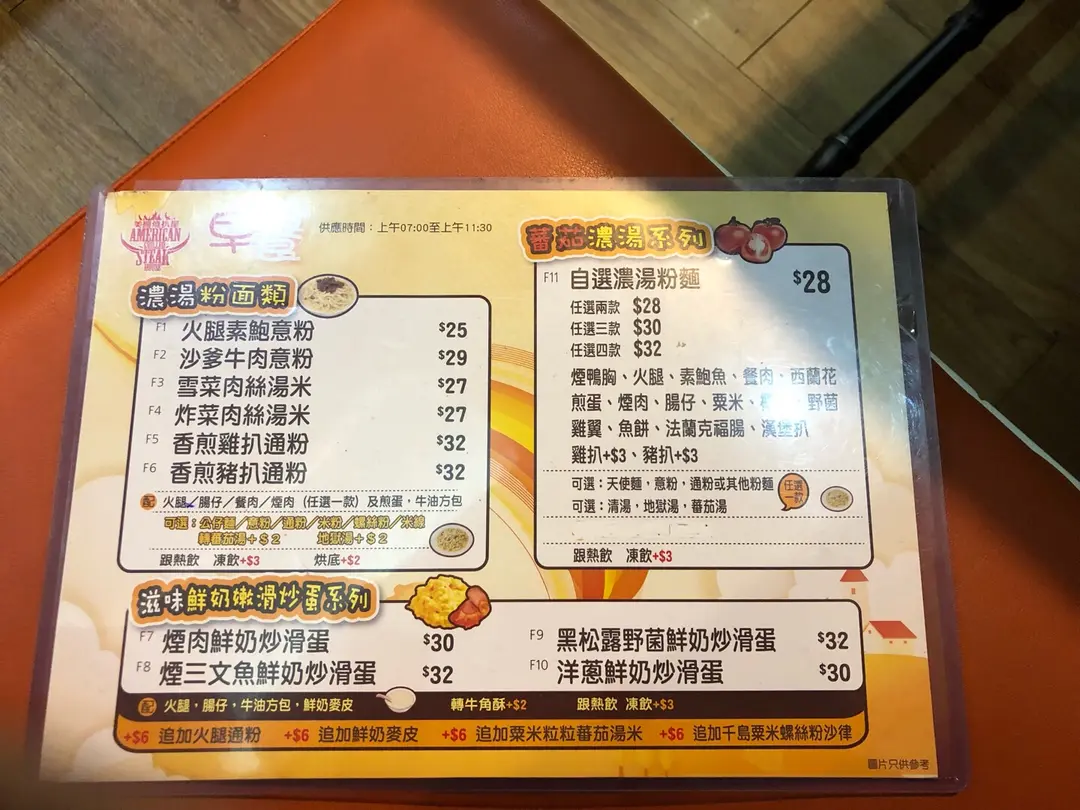 AMERICAN
STEAK
早
供應時間：上午07:00至上午11:30
濃湯粉面類
F1 火腿素鮑意粉 $25
F2 沙爹牛肉意粉 $29
F3 雪菜肉絲湯米 $27
F4 炸菜肉絲湯米 $27
F5 香煎雞扒通粉 $32
F6 香煎豬扒通粉 $32
配 火腿／腸仔／餐肉／煙肉（任選一款）及煎蛋，牛油方包
可選：公仔麵／意粉／通粉／米粉／螺絲粉／米線
轉蕃茄湯+$2 地獄湯+$2
跟熱飲 凍飲+$3 烘底+$2
蕃茄濃湯系列
F11 自選濃湯粉麵 $28
任選兩款 $28
任選三款 $30
任選四款 $32
煙鴨胸、火腿、素鮑魚、餐肉、西蘭花
煎蛋、煙肉、腸仔、粟米、野菌
雞翼、魚餅、法蘭克福腸、漢堡扒
雞扒+$3、豬扒+$3
可選：天使麵，意粉，通粉或其他粉麵
可選：清湯，地獄湯，蕃茄湯
任選
一款
跟熱飲 凍飲+$3
滋味鮮奶嫩滑炒蛋系列
F7 煙肉鮮奶炒滑蛋 $30
F8 煙三文魚鮮奶炒滑蛋 $32
F9 黑松露野菌鮮奶炒滑蛋 $32
F10 洋蔥鮮奶炒滑蛋 $30
配 火腿，腸仔，牛油方包，鮮奶麥皮 轉牛角酥+$2 跟熱飲 凍飲+$3
+$6 追加火腿通粉 +$6 追加鮮奶麥皮 +$6 追加粟米粒粒蕃茄湯米 +$6 追加千島粟米螺絲粉沙律
圖片只供參考